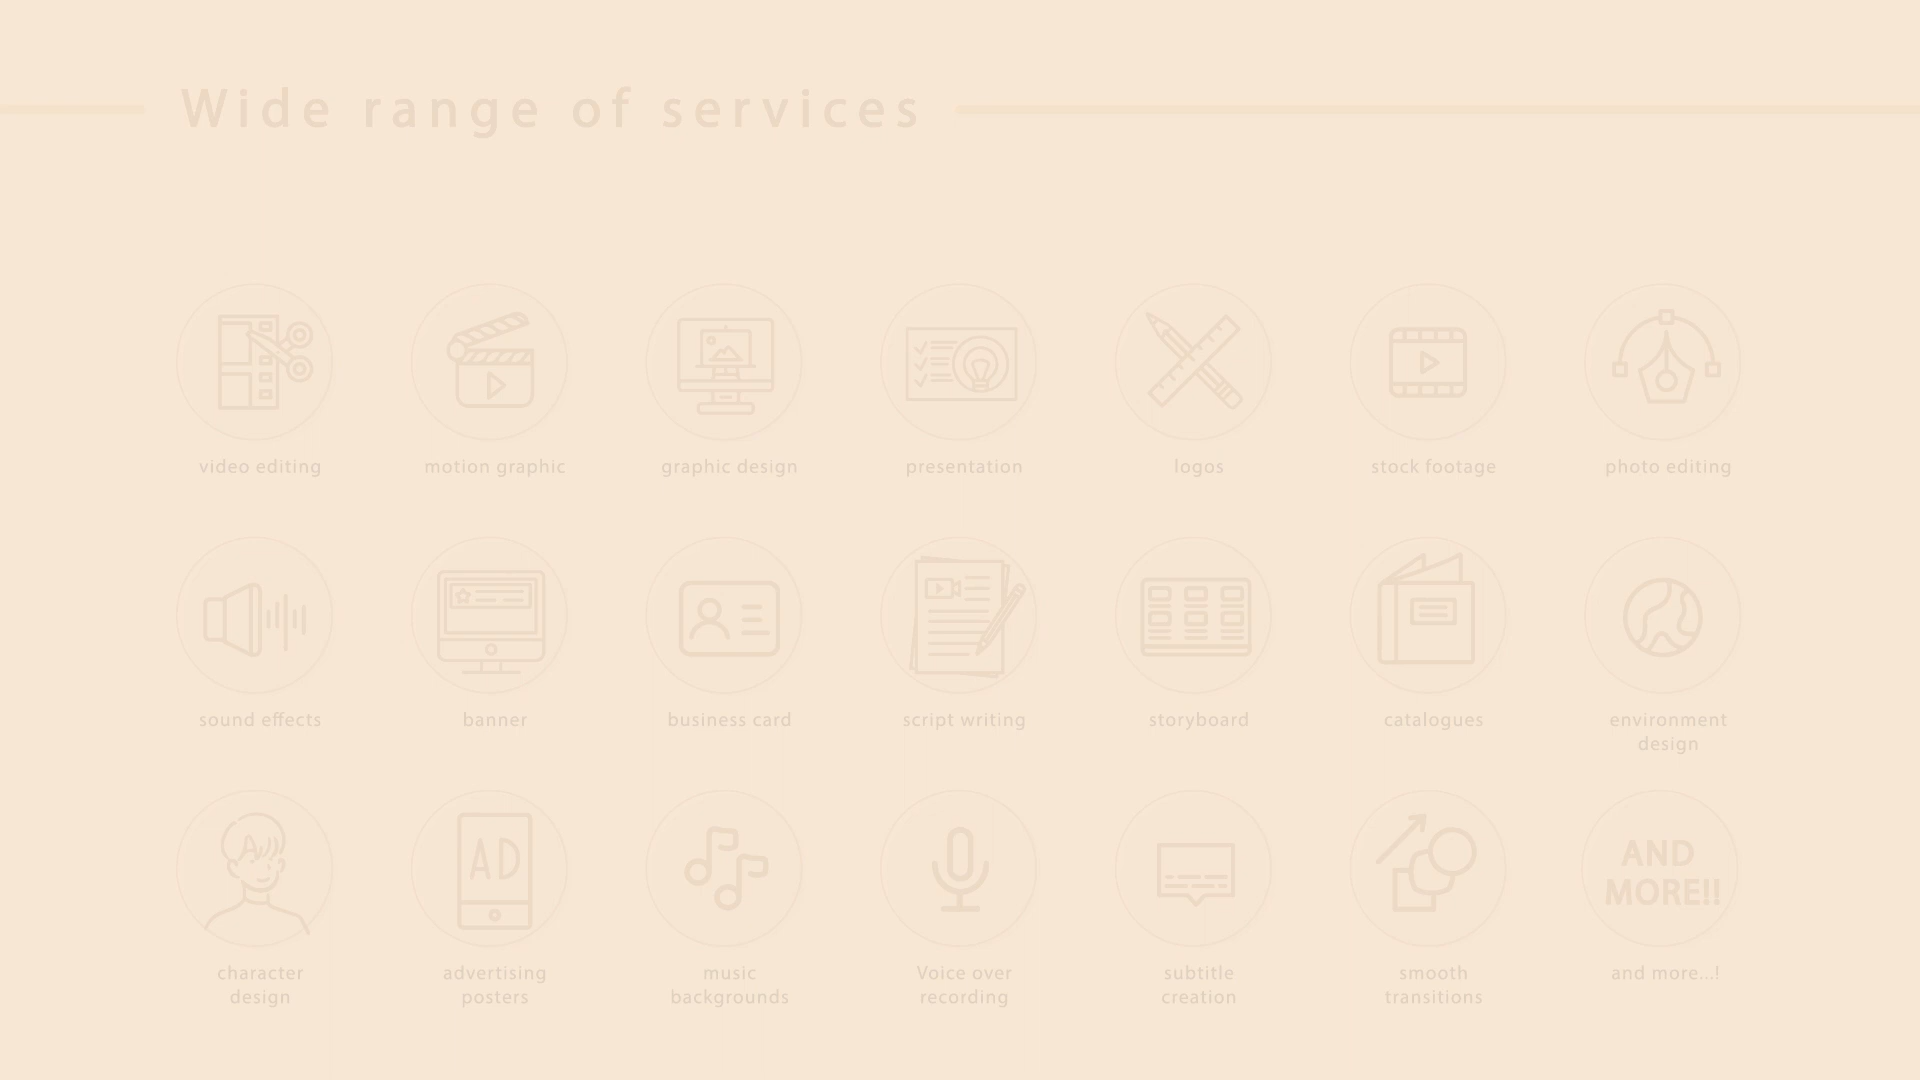 Wide range of services
video editing
motion graphic
graphic design
presentation
logos
stock footage
photo editing
sound effects
banner
business card
script writing
storyboard
catalogues
environment
design
AD
AND
MORE!!
character
design
advertising
posters
music
backgrounds
Voice over
recording
subtitle
creation
smooth
transitions
and more...!